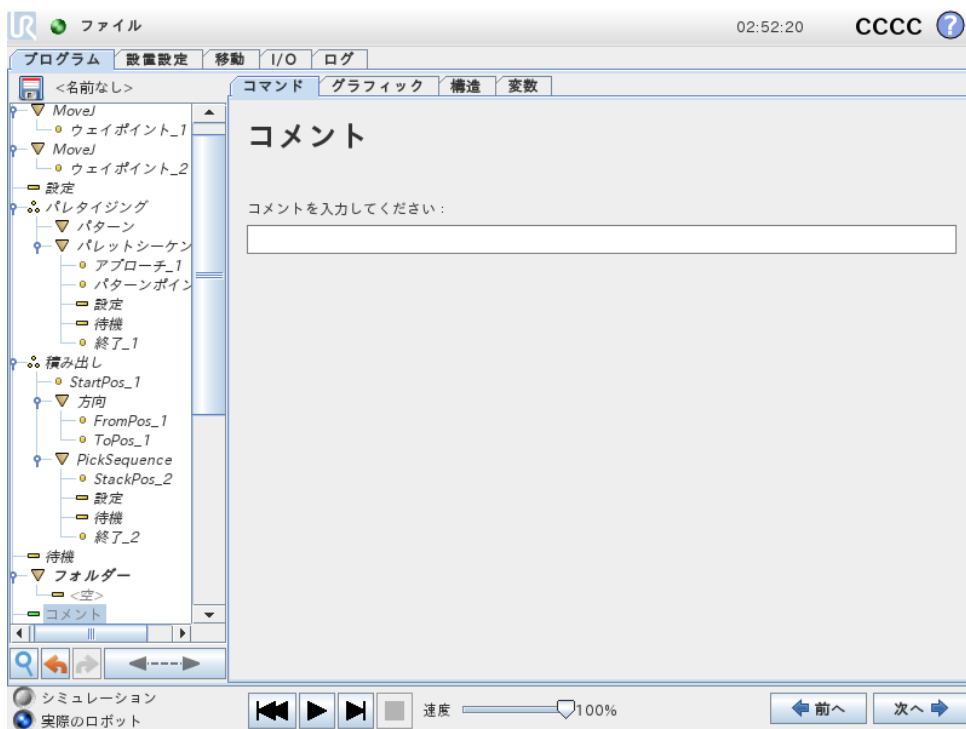 UR ファイル 02:52:20 CCCC ?
プログラム 設置設定 移動 I/O ログ
<名前なし>
コマンド グラフィック 構造 変数
MoveJ
ウェイポイント_1
MoveJ
ウェイポイント_2
設定
パレタイジング
パターン
パレットシーケン
アプローチ_1
パターンポイン
設定
待機
終了_1
積み出し
StartPos_1
方向
FromPos_1
ToPos_1
PickSequence
StackPos_2
設定
待機
終了_2
待機
フォルダー
<空>
コメント
コメント
コメントを入力してください：
シミュレーション
実際のロボット
速度 100%
前へ 次へ